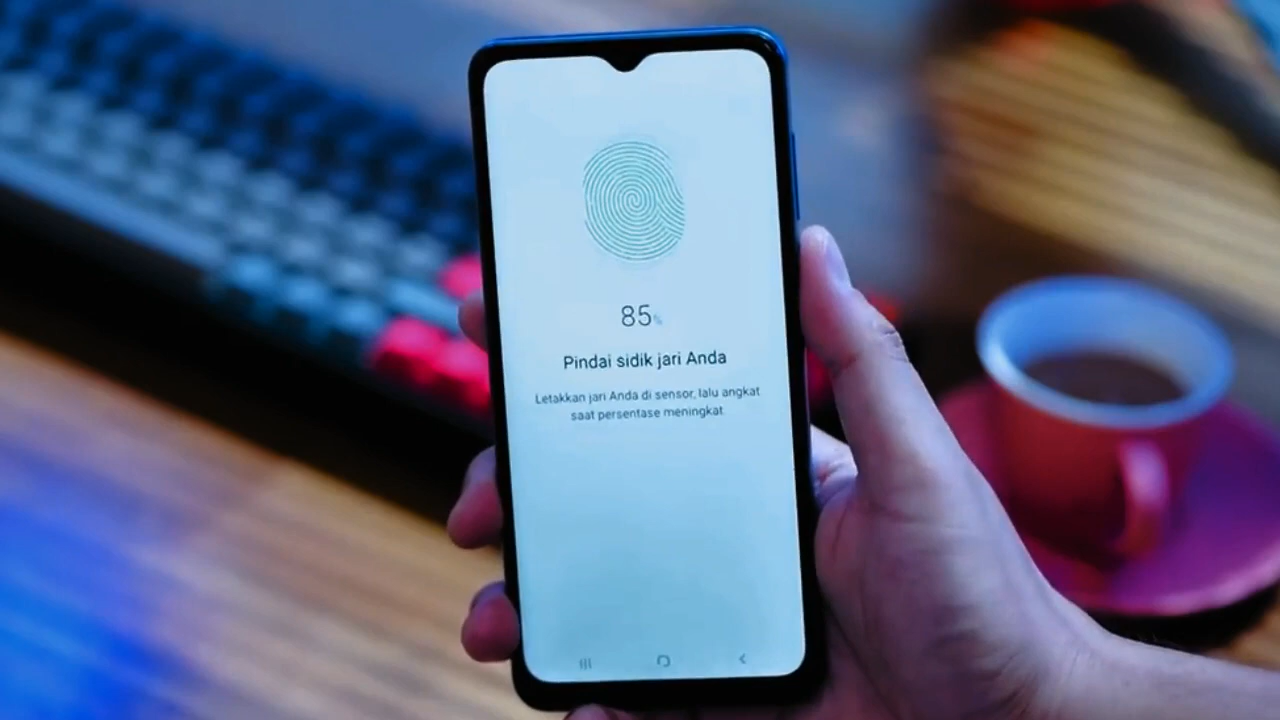 85%
Pindai sidik jari Anda
Letakkan jari Anda di sensor, lalu angkat
saat persentase meningkat.